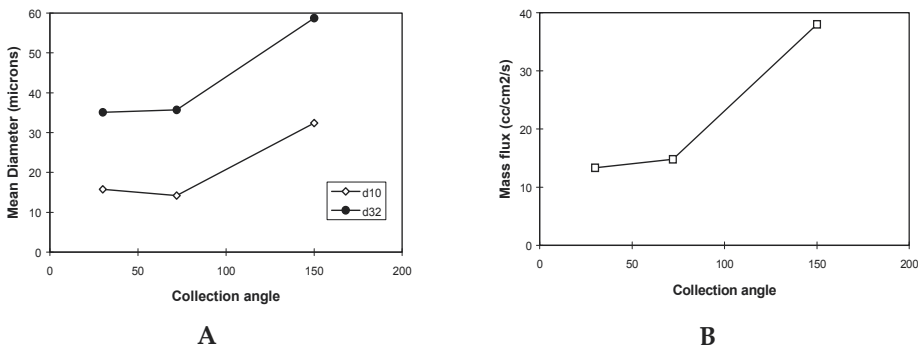 60
50
40
30
20
10
0
Mean Diameter (microns)
d10
d32
0 50 100 150 200
Collection angle
A
40
30
20
10
0
Mass flux (cc/cm2/s)
0 50 100 150 200
Collection angle
B